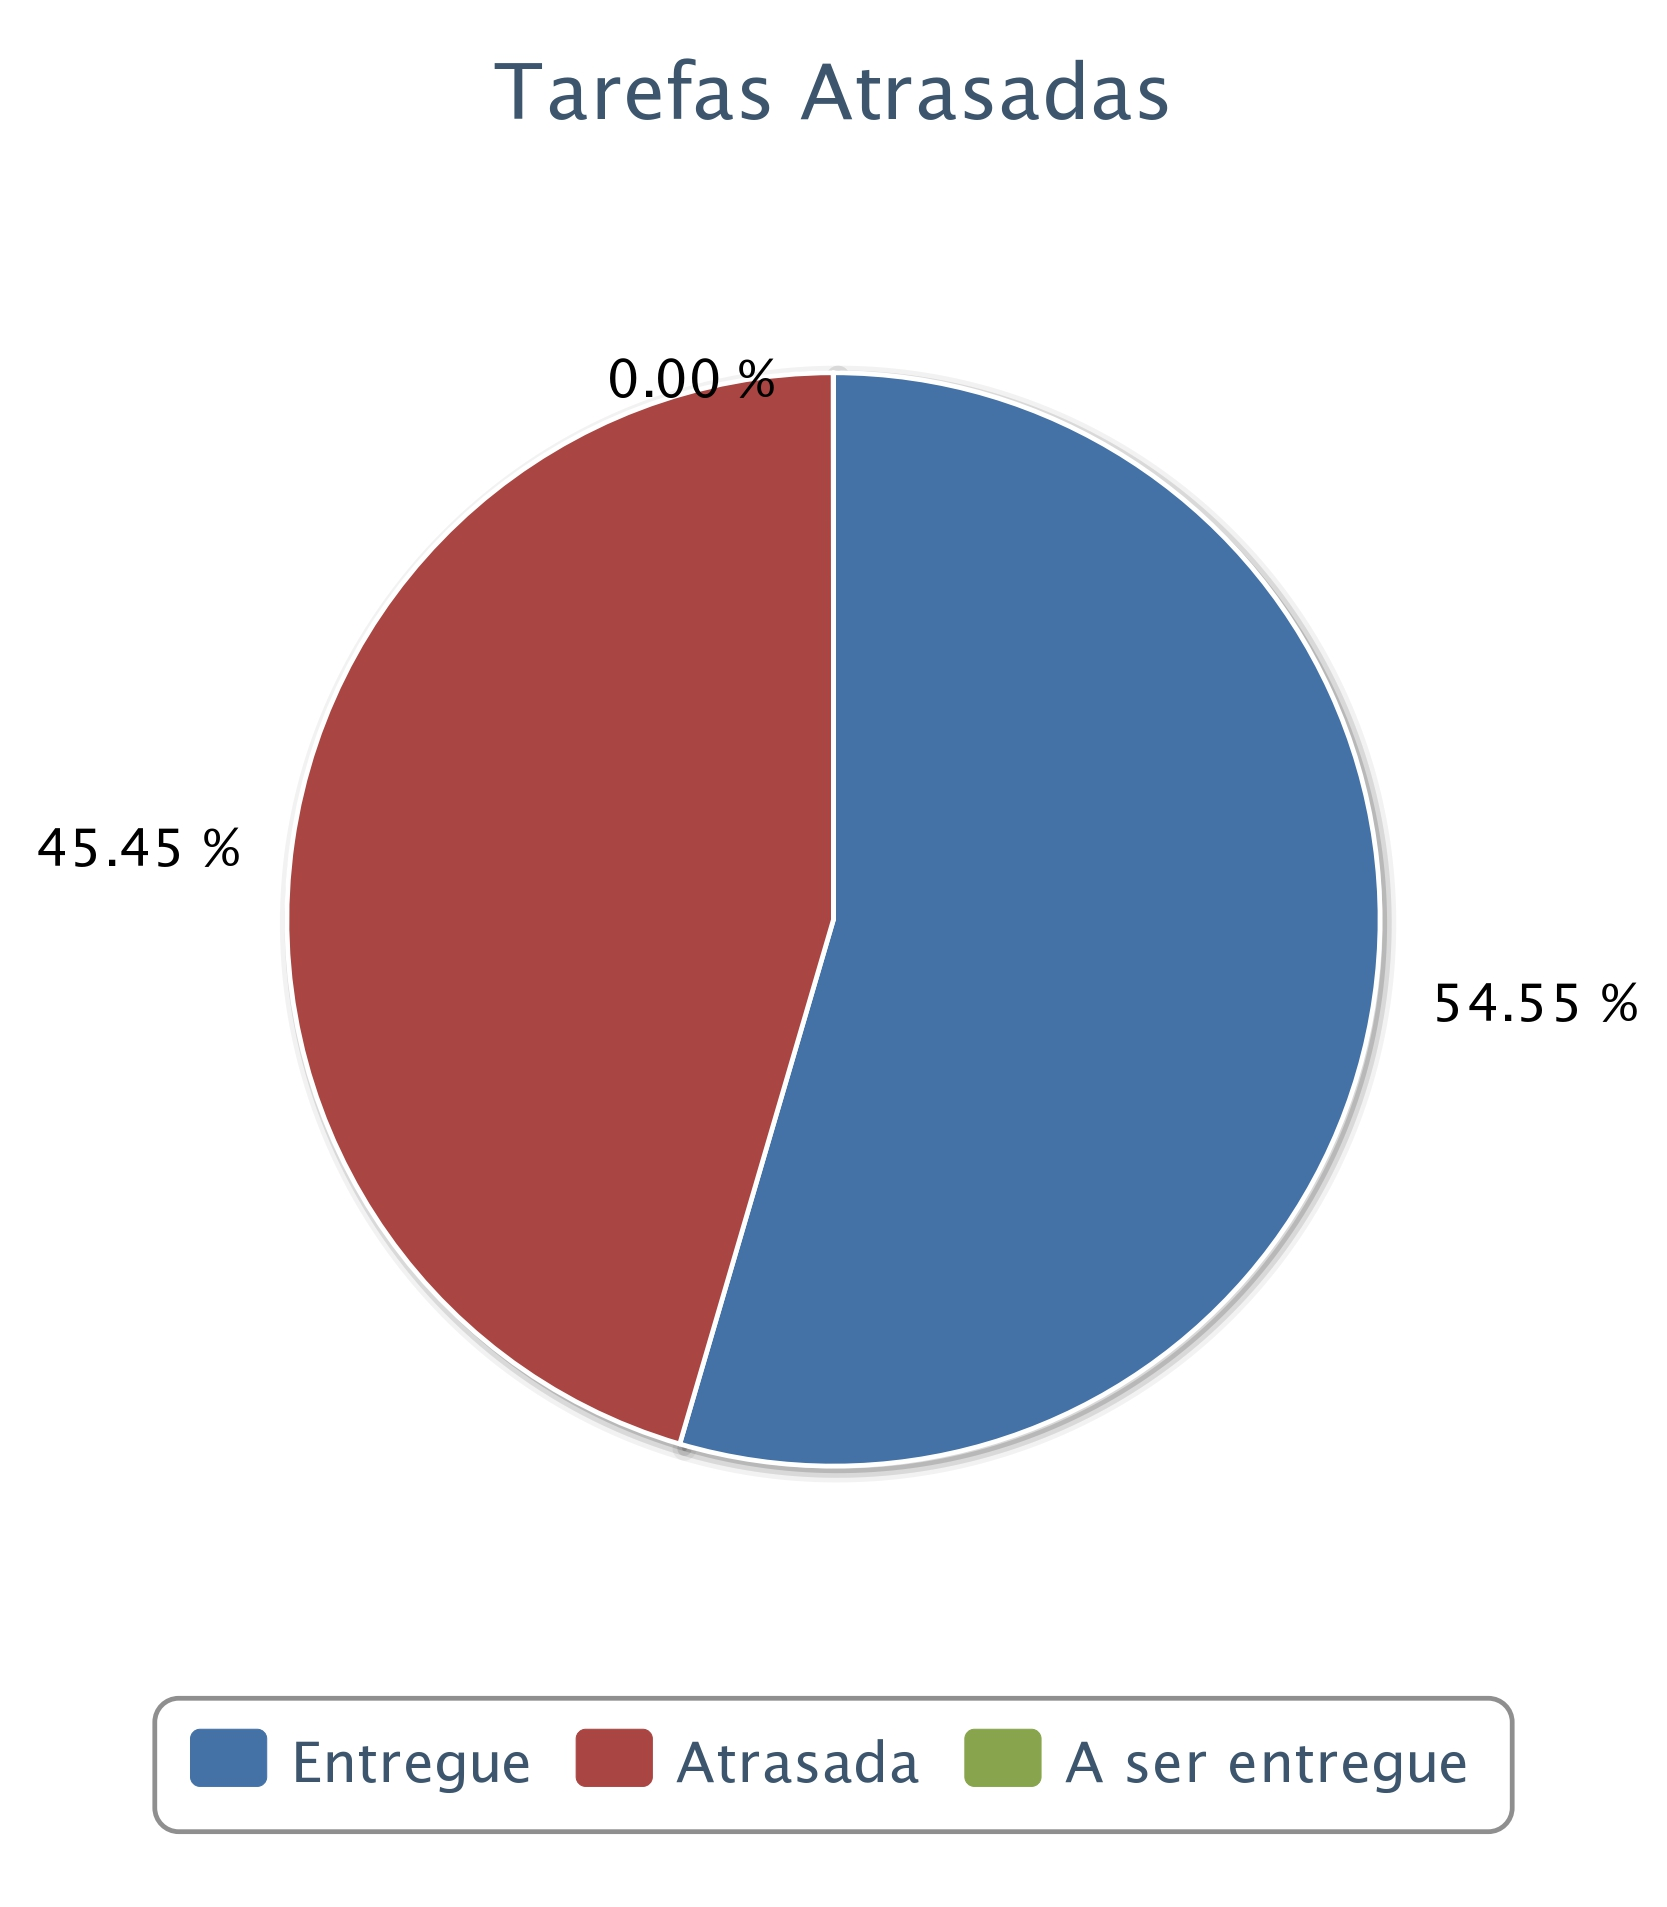 Tarefas Atrasadas
0.00 %
45.45 %
54.55 %
Entregue Atrasada A ser entregue